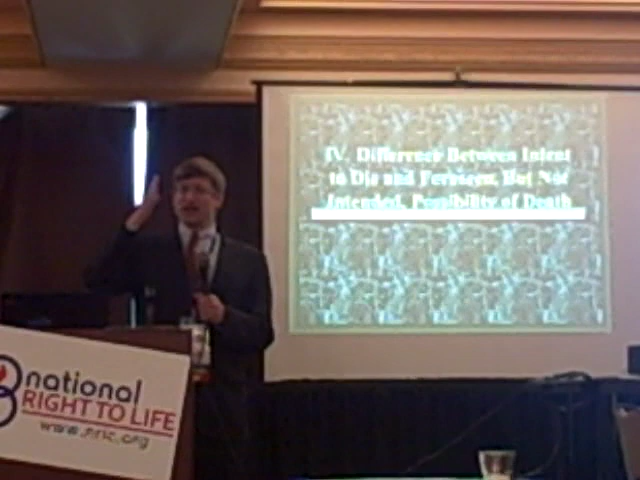 IV. Difference Between Intent
to Die and Foreseen, But Not
Intended, Possibility of Death
national
RIGHT TO LIFE
www.nrlc.org